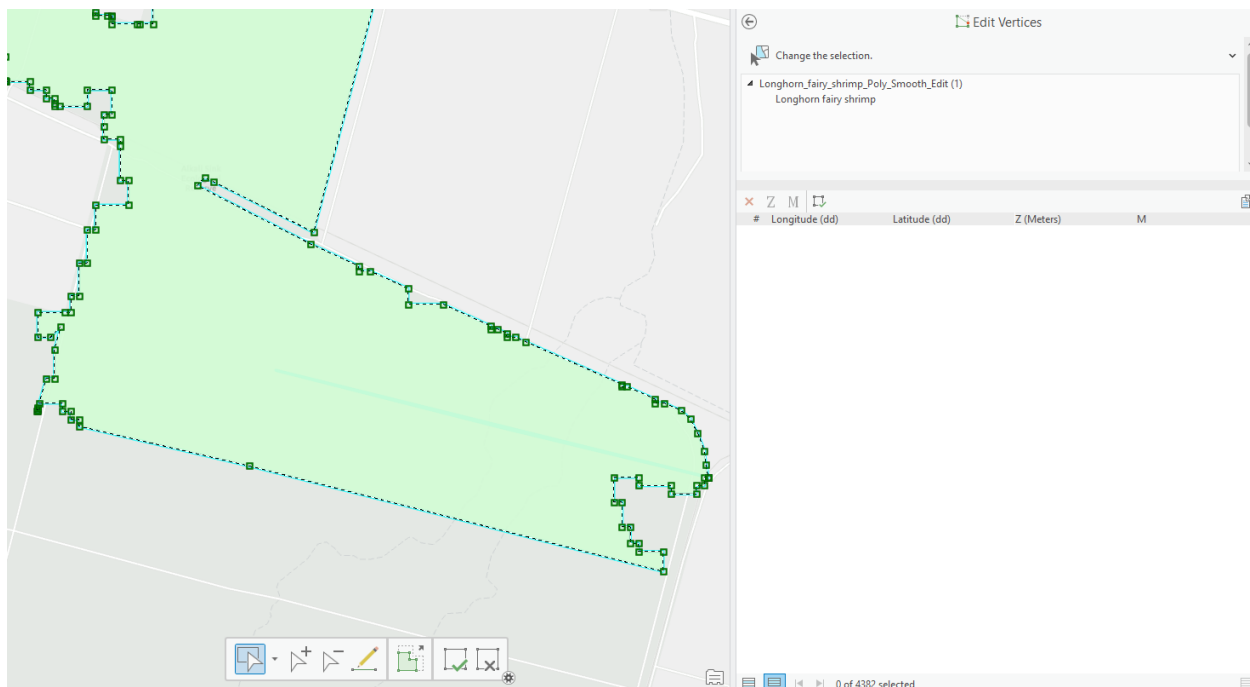 Edit Vertices
Change the selection.
Longhorn_fairy_shrimp_Poly_Smooth_Edit (1)
Longhorn fairy shrimp
Z M
# Longitude (dd) Latitude (dd) Z (Meters) M
0 of 4382 selected